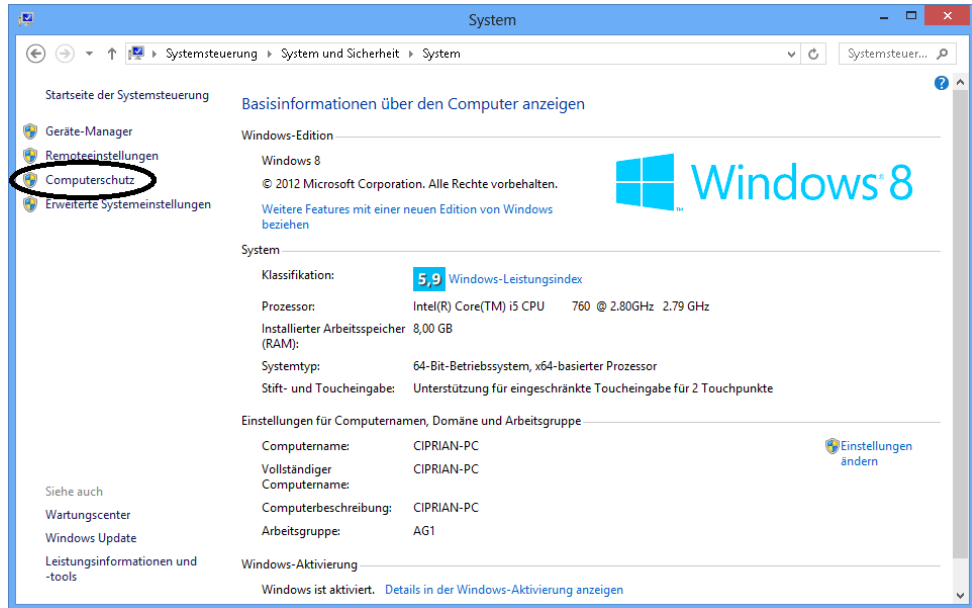 System
Systemsteuerung System und Sicherheit System
Systemsteuer...
Startseite der Systemsteuerung
Geräte-Manager
Remoteeinstellungen
Computerschutz
Erweiterte Systemeinstellungen
Siehe auch
Wartungscenter
Windows Update
Leistungsinformationen und
-tools
Basisinformationen über den Computer anzeigen
Windows-Edition
Windows 8
© 2012 Microsoft Corporation. Alle Rechte vorbehalten.
Weitere Features mit einer neuen Edition von Windows
beziehen
Windows 8
System
Klassifikation: 5,9 Windows-Leistungsindex
Prozessor: Intel(R) Core(TM) i5 CPU 760 @ 2.80GHz 2.79 GHz
Installierter Arbeitsspeicher 8,00 GB
(RAM):
Systemtyp: 64-Bit-Betriebssystem, x64-basierter Prozessor
Stift- und Toucheingabe: Unterstützung für eingeschränkte Toucheingabe für 2 Touchpunkte
Einstellungen für Computernamen, Domäne und Arbeitsgruppe
Computername: CIPRIAN-PC
Einstellungen
ändern
Vollständiger CIPRIAN-PC
Computername:
Computerbeschreibung: CIPRIAN-PC
Arbeitsgruppe: AG1
Windows-Aktivierung
Windows ist aktiviert. Details in der Windows-Aktivierung anzeigen